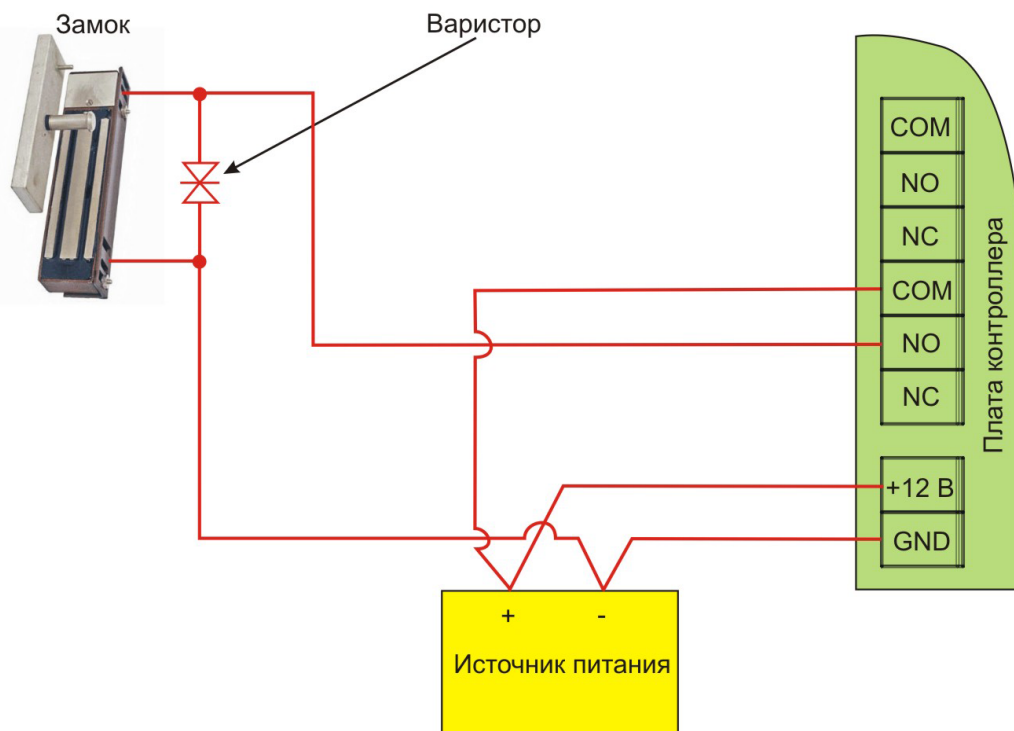 Замок
Варистор
COM
NO
NC
COM
NO
NC
+12 В
GND
Плата контроллера
+ -
Источник питания